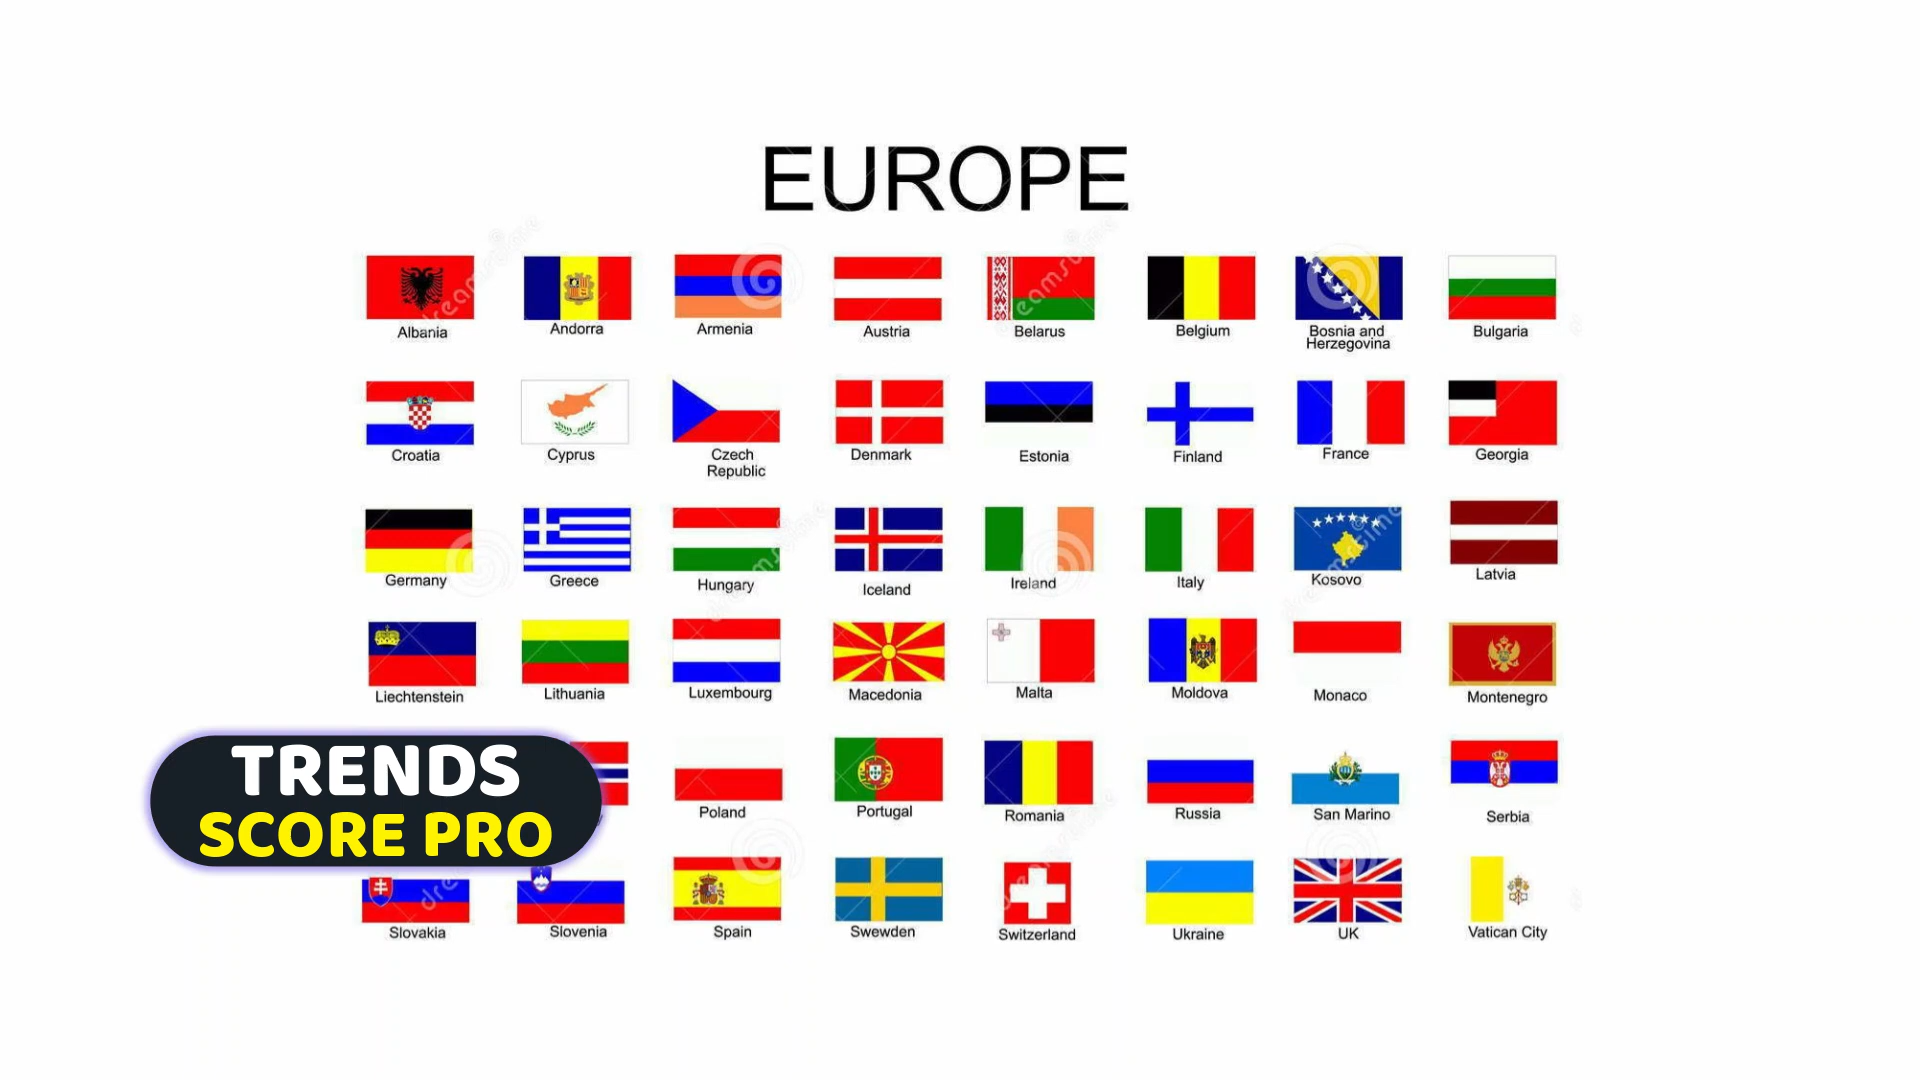 EUROPE
Albania
Andorra
Armenia
Austria
Belarus
Belgium
Bosnia and
Herzegovina
Bulgaria
Croatia
Cyprus
Czech
Republic
Denmark
Estonia
Finland
France
Georgia
Germany
Greece
Hungary
Iceland
Ireland
Italy
Kosovo
Latvia
Liechtenstein
Lithuania
Luxembourg
Macedonia
Malta
Moldova
Monaco
Montenegro
TRENDS
SCORE PRO
Poland
Portugal
Romania
Russia
San Marino
Serbia
Slovakia
Slovenia
Spain
Swewden
Switzerland
Ukraine
UK
Vatican City